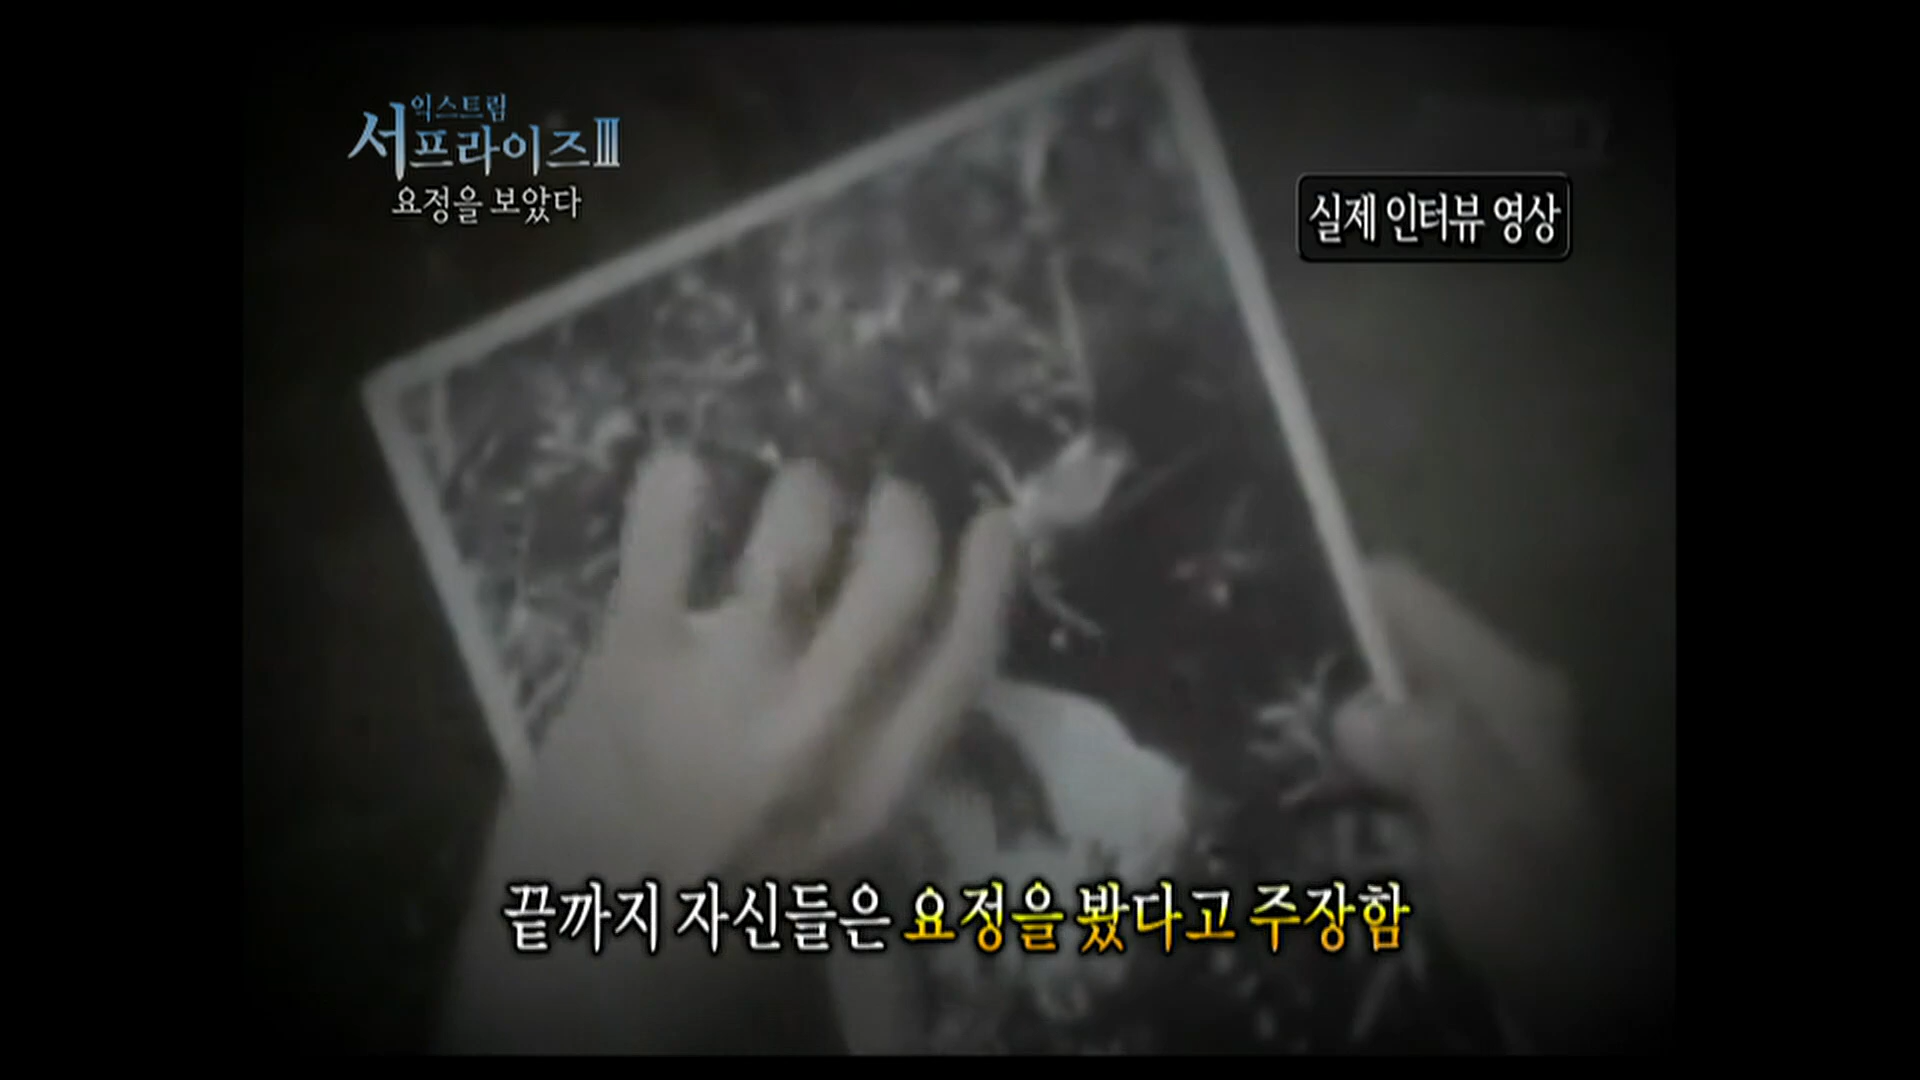 익스트림
서프라이즈Ⅲ
요정을 보았다
실제 인터뷰 영상
끝까지 자신들은 요정을 봤다고 주장함